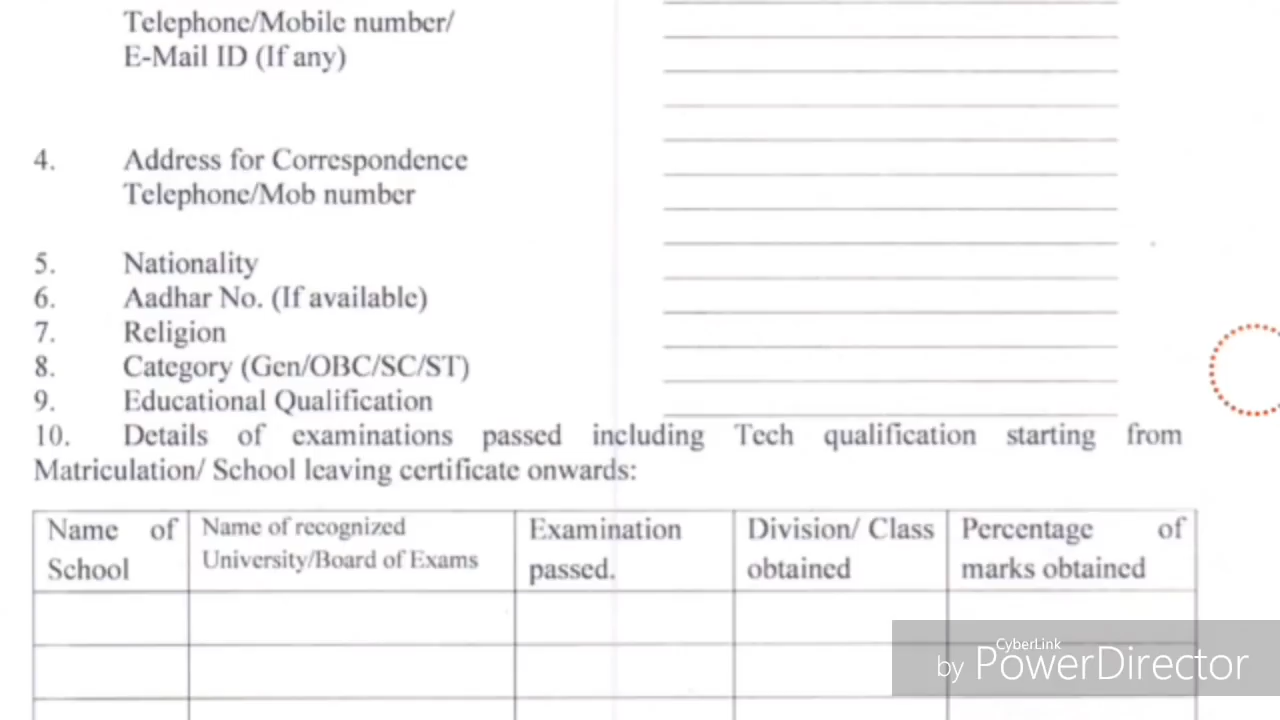 Telephone/Mobile number/
E-Mail ID (If any)
4. Address for Correspondence
Telephone/Mob number
5. Nationality
6. Aadhar No. (If available)
7. Religion
8. Category (Gen/OBC/SC/ST)
9. Educational Qualification
10. Details of examinations passed including Tech qualification starting from
Matriculation/ School leaving certificate onwards:
Name of School
Name of recognized
University/Board of Exams
Examination
passed.
Division/ Class
obtained
Percentage of
marks obtained
CyberLink
by PowerDirector